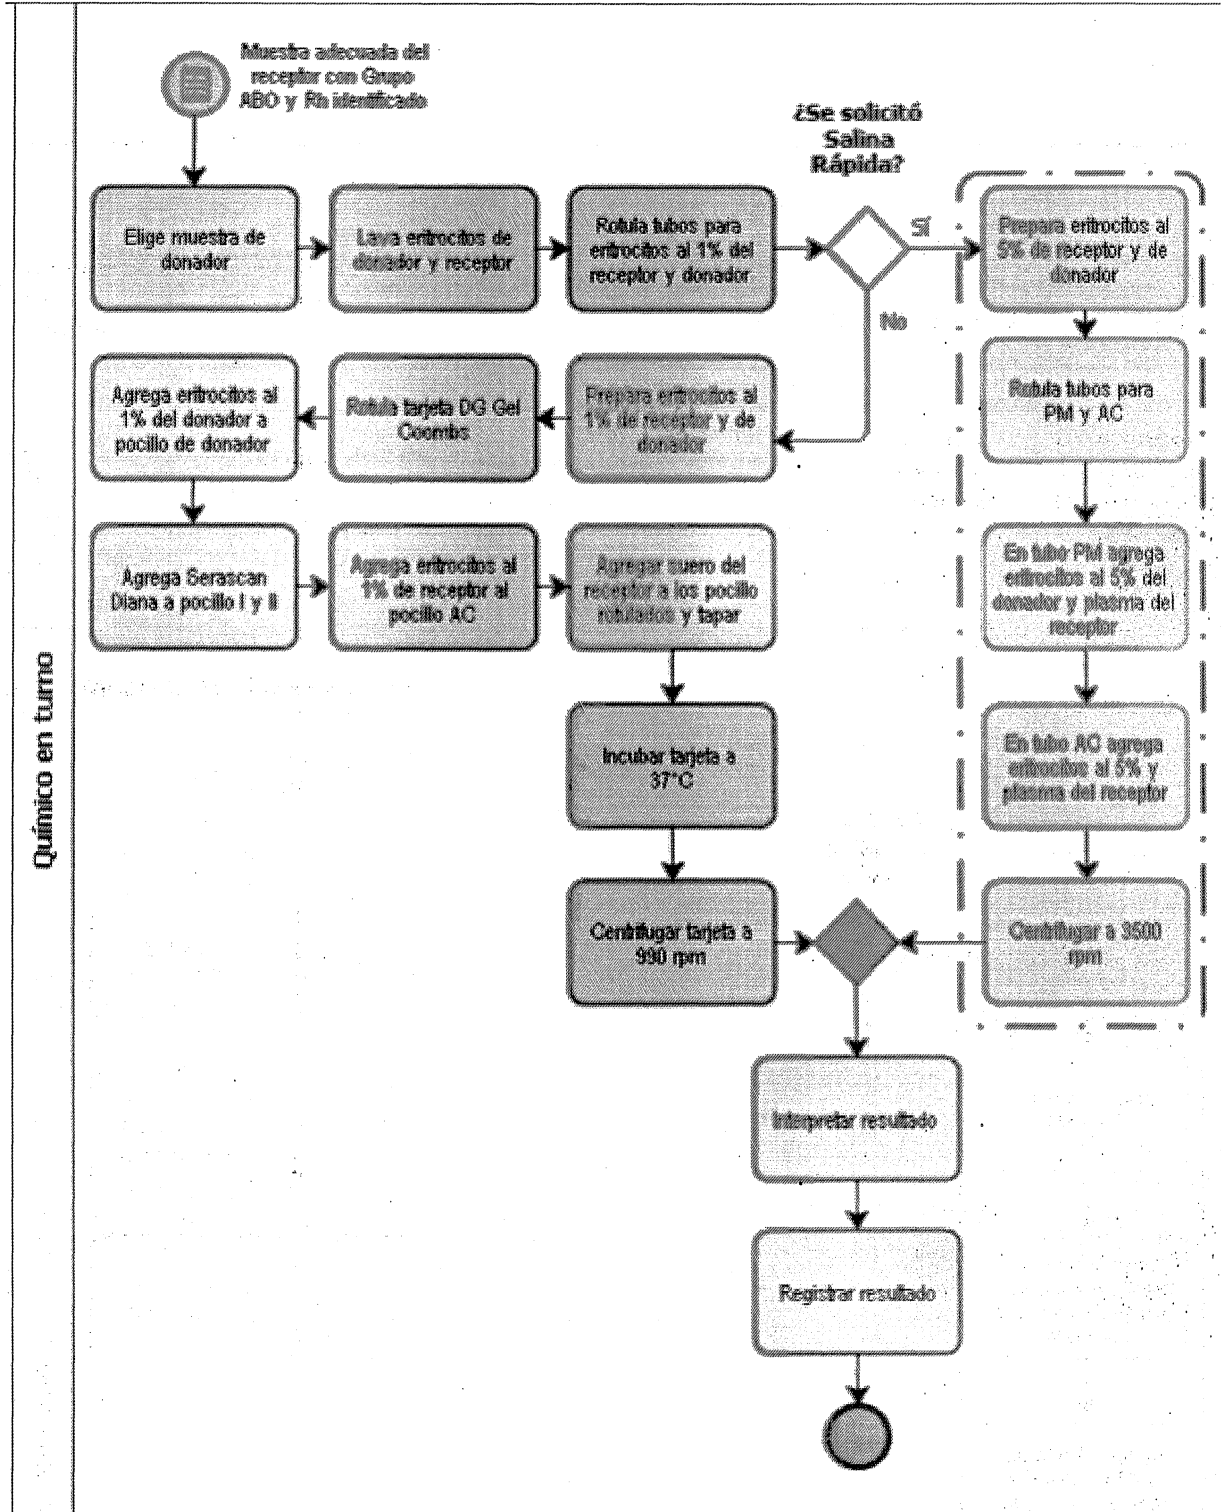 Muestra adecuada del
receptor con Grupo
ABO y Rh identificado
¿Se solicitó
Salina
Rápida?
Elige muestra de
donador
Lava eritrocitos de
donador y receptor
Rotula tubos para
eritrocitos al 1% del
receptor y donador
Sí
Prepara eritrocitos al
5% de receptor y de
donador
No
Agrega eritrocitos al
1% del donador a
pocillo de donador
Rotula tarjeta DG Gel
Coombs
Prepara eritrocitos al
1% de receptor y de
donador
Rotula tubos para
PM y AC
Agrega Serascan
Diana a pocillo I y II
Agrega eritrocitos al
1% de receptor al
pocillo AC
Agregar suero del
receptor a los pocillo
rotulados y tapar
En tubo PM agrega
eritrocitos al 5% del
donador y plasma del
receptor
Químico en turno
Incubar tarjeta a
37°C
En tubo AC agrega
eritrocitos al 5% y
plasma del receptor
Centrifugar tarjeta a
990 rpm
Centrifugar a 3500
rpm
Interpretar resultado
Registrar resultado